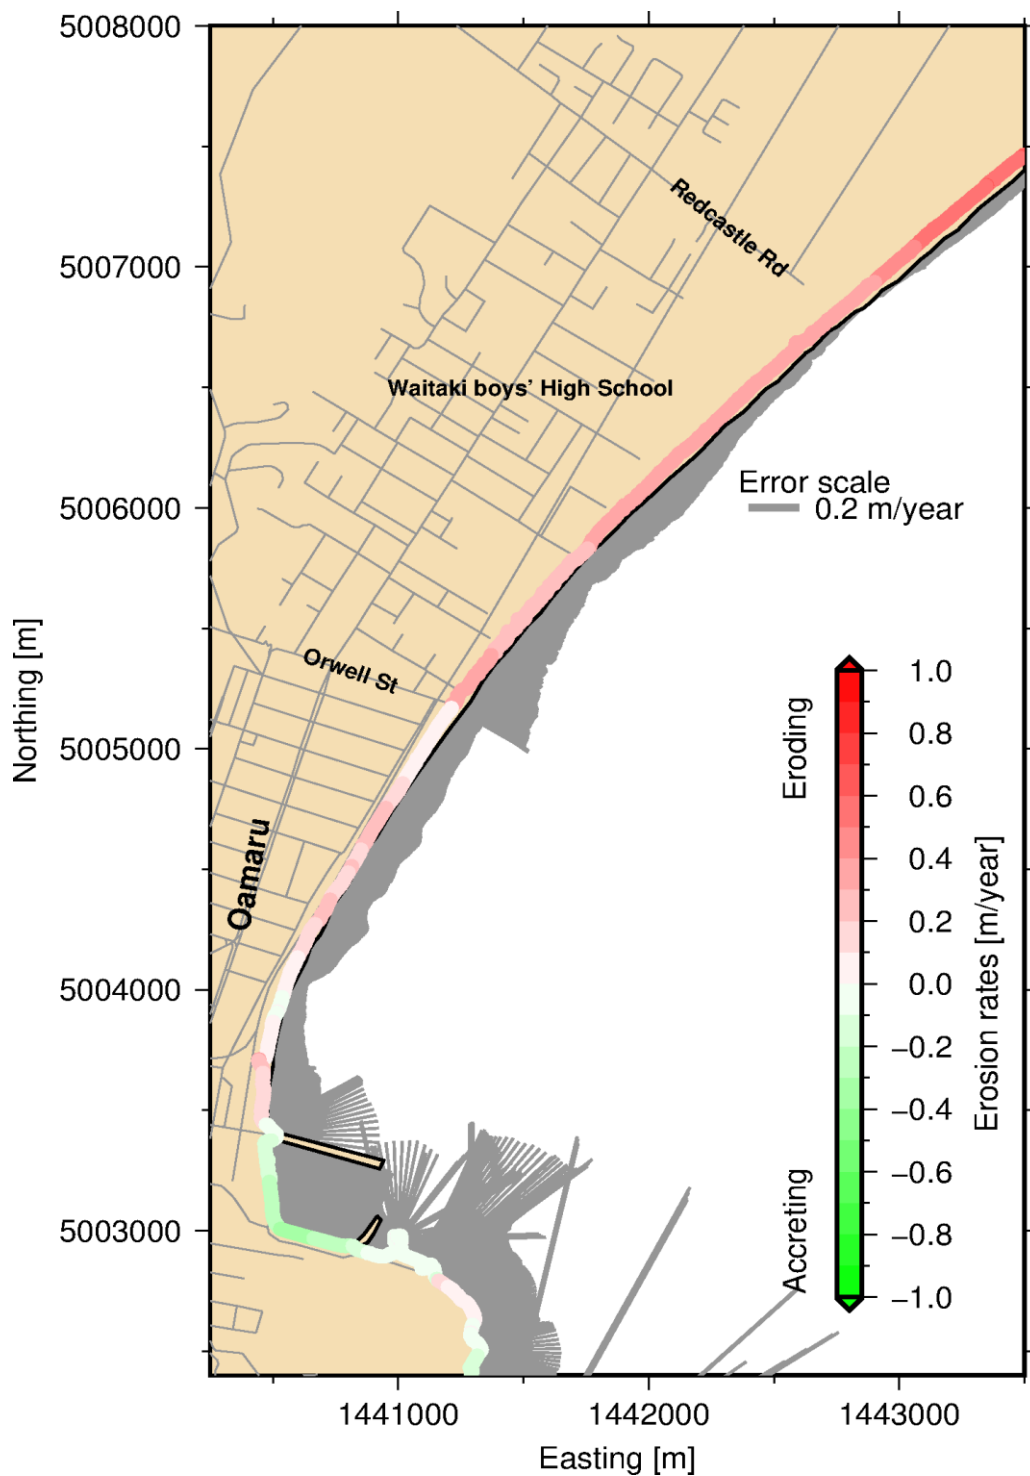 5008000
5007000
5006000
5005000
5004000
5003000
Northing [m]
Redcastle Rd
Waitaki boys' High School
Error scale
0.2 m/year
Orwell St
Oamaru
Eroding
Accreting
1.0
0.8
0.6
0.4
0.2
0.0
−0.2
−0.4
−0.6
−0.8
−1.0
Erosion rates [m/year]
1441000
1442000
1443000
Easting [m]